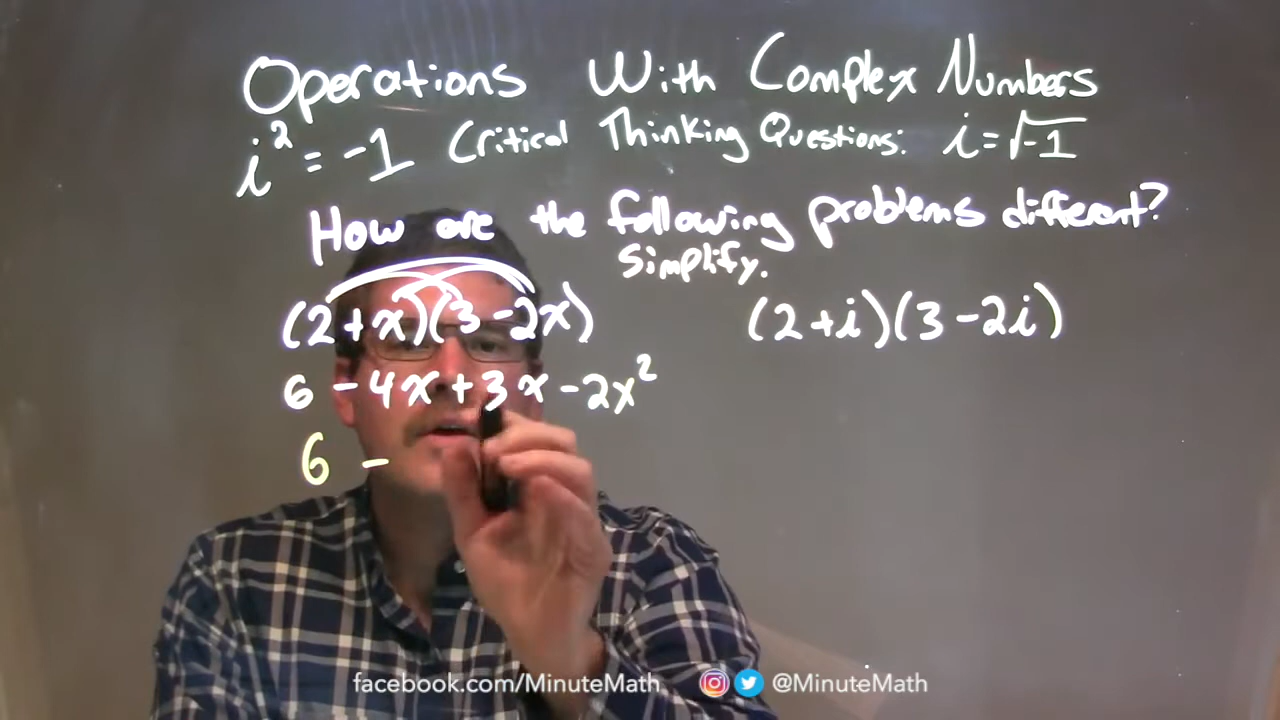 Operations With Complex Numbers
i² = -1 Critical Thinking Questions: i = √-1
How are the following problems different?
Simplify.
(2+x)(3-2x) (2+i)(3-2i)
6 - 4x + 3x - 2x²
6 -
facebook.com/MinuteMath @MinuteMath